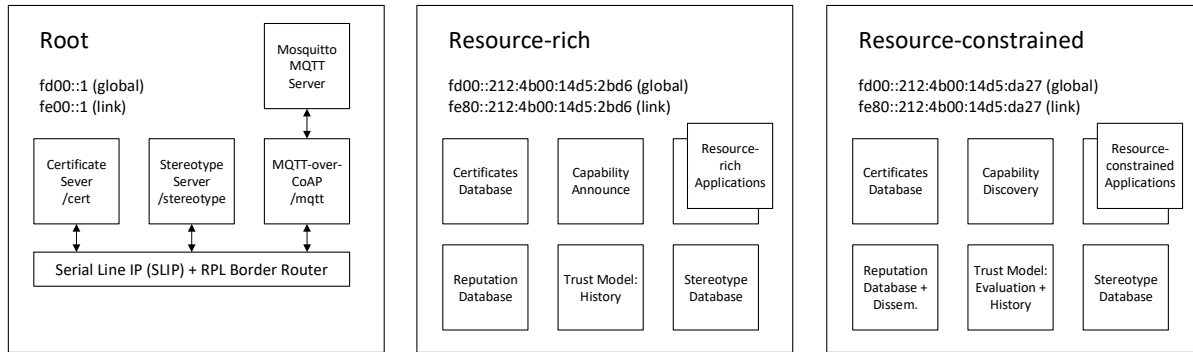 Root
fd00::1 (global)
fe00::1 (link)
Mosquitto
MQTT
Server
Certificate
Sever
/cert
Stereotype
Server
/stereotype
MQTT-over-
CoAP
/mqtt
Serial Line IP (SLIP) + RPL Border Router
Resource-rich
fd00::212:4b00:14d5:2bd6 (global)
fe80::212:4b00:14d5:2bd6 (link)
Certificates
Database
Capability
Announce
Resource-
rich
Applications
Reputation
Database
Trust Model:
History
Stereotype
Database
Resource-constrained
fd00::212:4b00:14d5:da27 (global)
fe80::212:4b00:14d5:da27 (link)
Certificates
Database
Capability
Discovery
Resource-
constrained
Applications
Reputation
Database +
Dissem.
Trust Model:
Evaluation +
History
Stereotype
Database